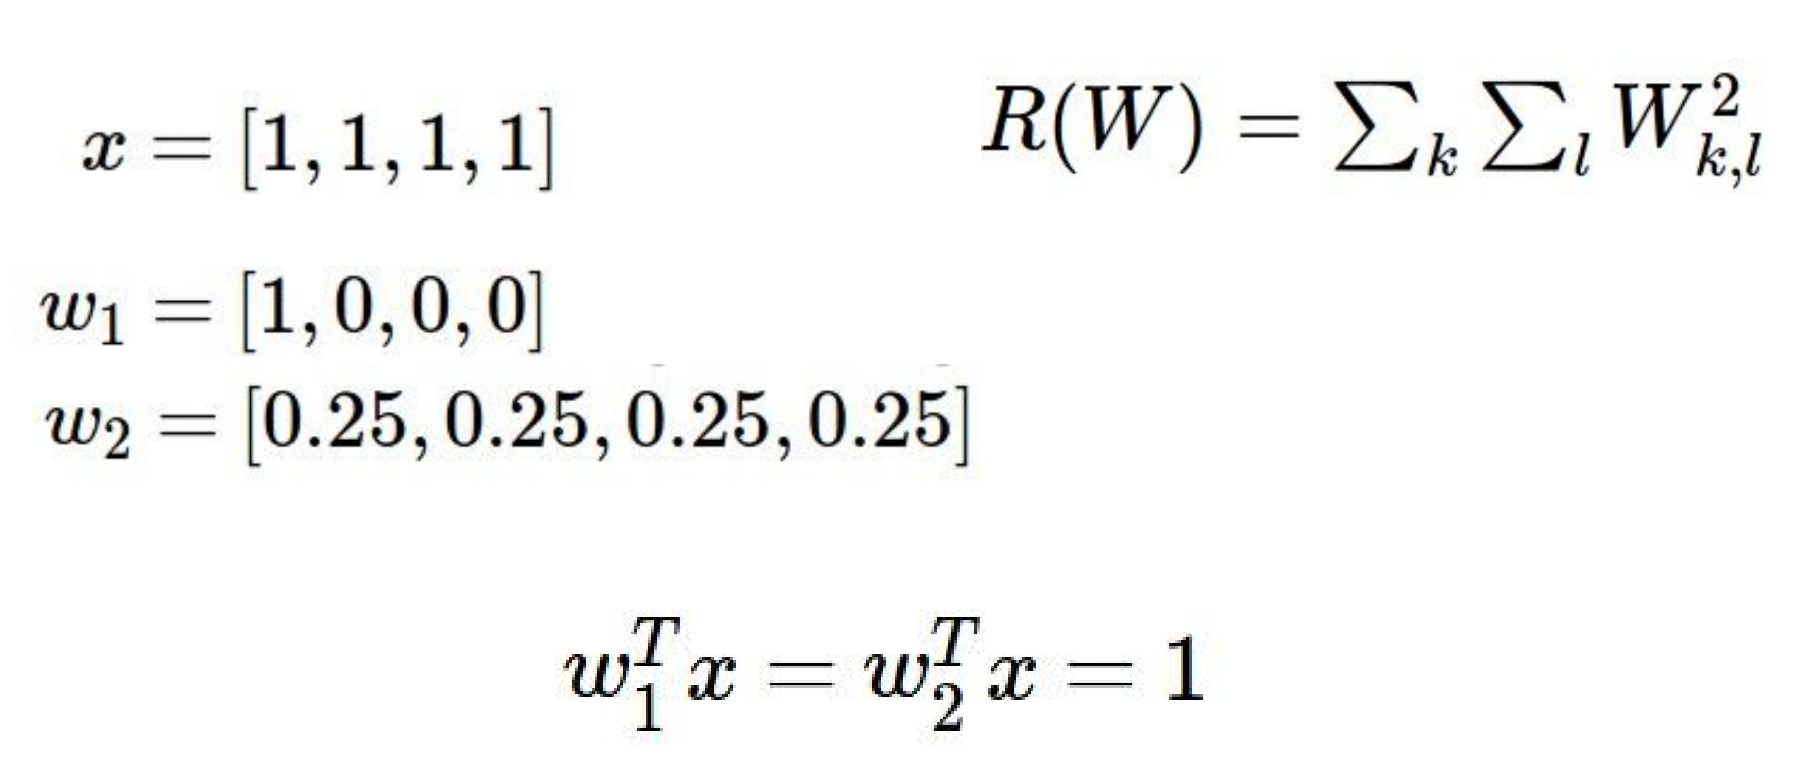 x = [1, 1, 1, 1]
R(W) = ∑_k ∑_l W_{k,l}^2
w_1 = [1, 0, 0, 0]
w_2 = [0.25, 0.25, 0.25, 0.25]
w_1^T x = w_2^T x = 1